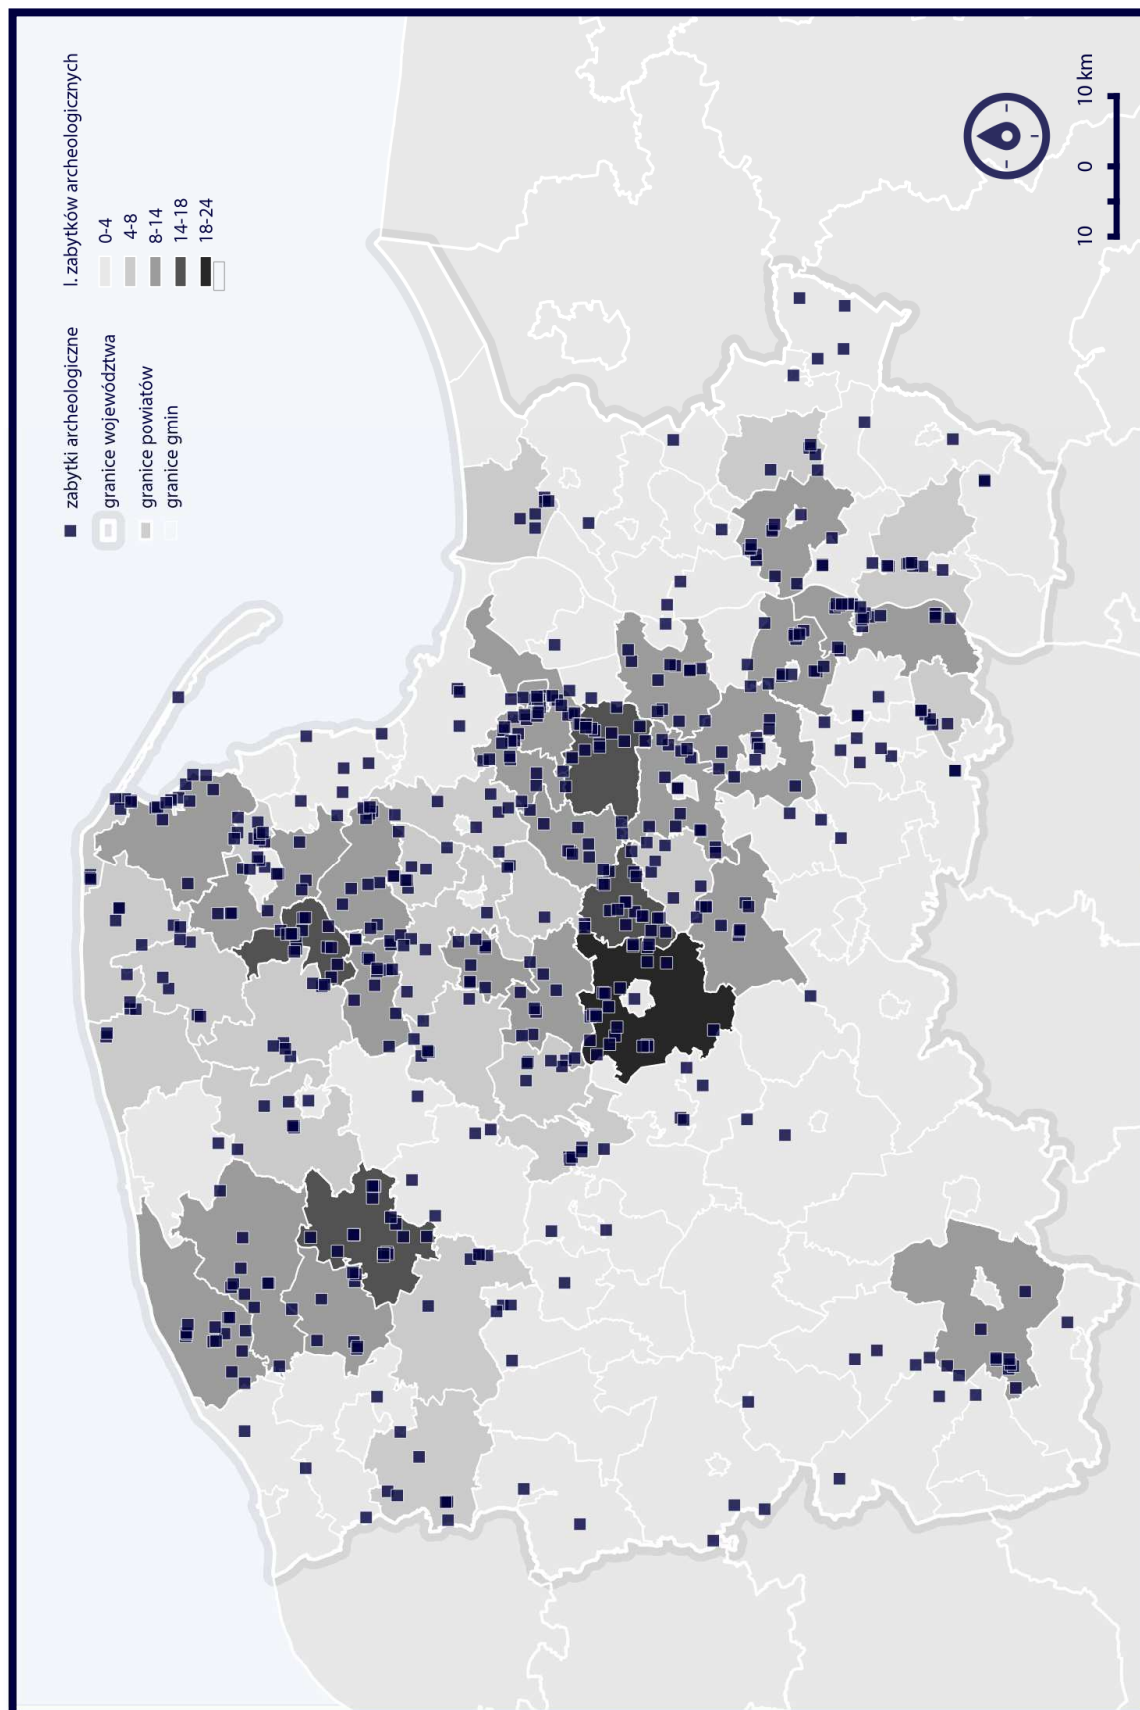 zabytki archeologiczne
granice województwa
granice powiatów
granice gmin
l. zabytków archeologicznych
0-4
4-8
8-14
14-18
18-24
10 0 10 km